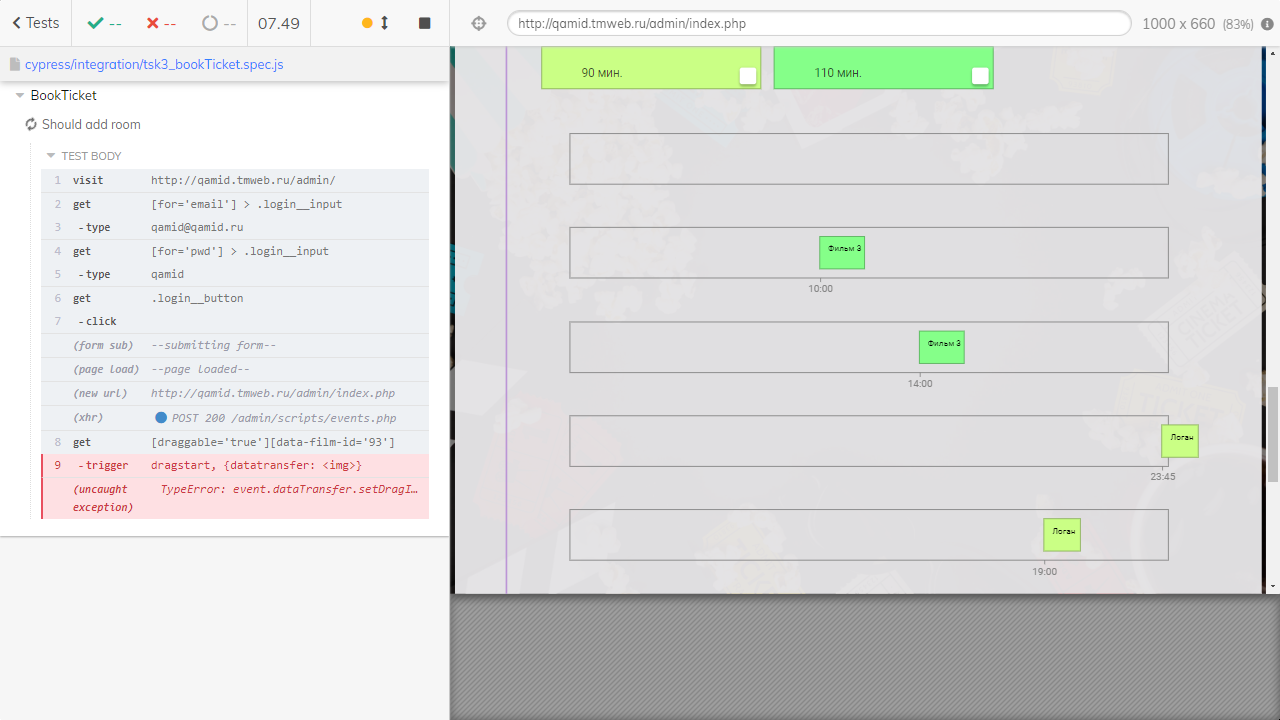 Tests
--
--
--
07.49
http://qamid.tmweb.ru/admin/index.php
1000 x 660 (83%)
cypress/integration/tsk3_bookTicket.spec.js
BookTicket
Should add room
TEST BODY
1 visit http://qamid.tmweb.ru/admin/
2 get [for='email'] > .login__input
3 -type qamid@qamid.ru
4 get [for='pwd'] > .login__input
5 -type qamid
6 get .login__button
7 -click
(form sub) --submitting form--
(page load) --page loaded--
(new url) http://qamid.tmweb.ru/admin/index.php
(xhr) POST 200 /admin/scripts/events.php
8 get [draggable='true'][data-film-id='93']
9 -trigger dragstart, {datatransfer: <img>}
(uncaught exception) TypeError: event.dataTransfer.setDragI…
90 мин.
110 мин.
Фильм 3
10:00
Фильм 3
14:00
Логан
23:45
Логан
19:00